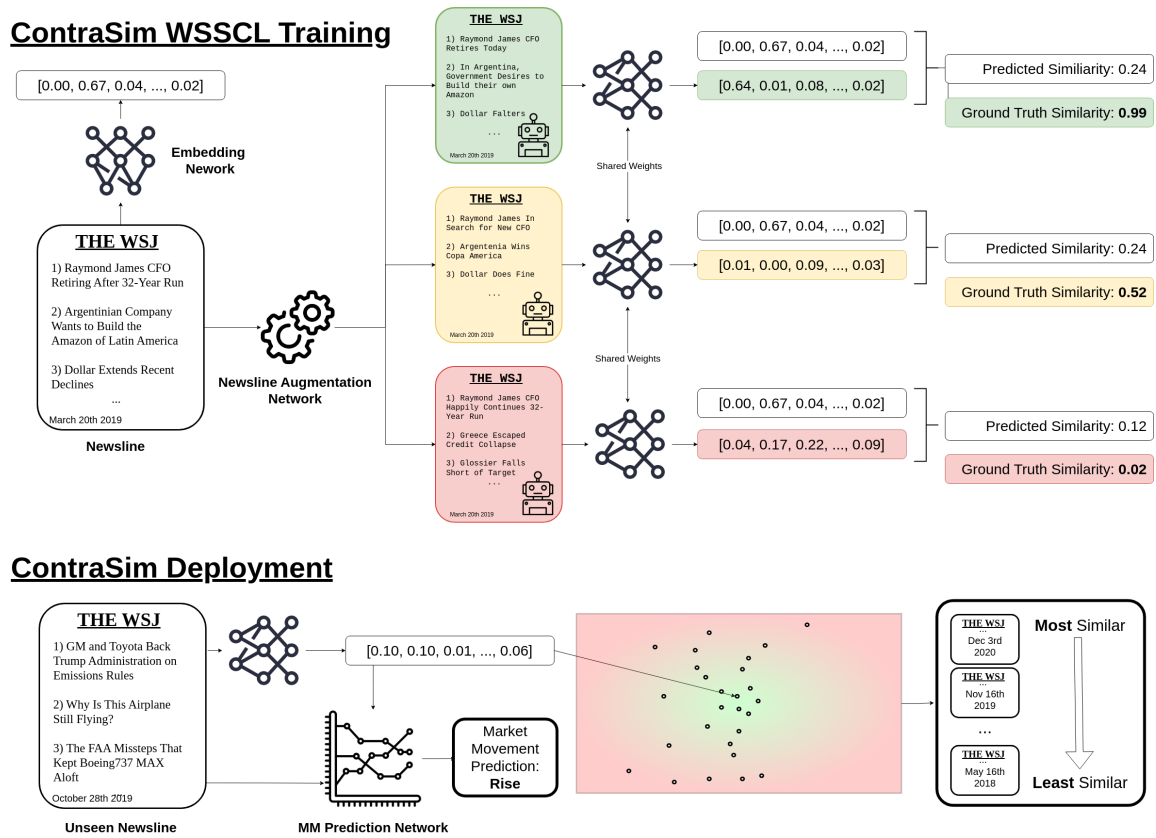 ContraSim WSSCL Training
[0.00, 0.67, 0.04, ..., 0.02]
Embedding
Nework
THE WSJ
1) Raymond James CFO
Retiring After 32-Year Run
2) Argentinian Company
Wants to Build the
Amazon of Latin America
3) Dollar Extends Recent
Declines
...
March 20th 2019
Newsline
Newsline Augmentation
Network
THE WSJ
1) Raymond James CFO
Retires Today
2) In Argentina,
Government Desires to
Build their own
Amazon
3) Dollar Falters
...
March 20th 2019
THE WSJ
1) Raymond James In
Search for New CFO
2) Argentenia Wins
Copa America
3) Dollar Does Fine
...
March 20th 2019
THE WSJ
1) Raymond James CFO
Happily Continues 32-
Year Run
2) Greece Escaped
Credit Collapse
3) Glossier Falls
Short of Target
...
March 20th 2019
Shared Weights
Shared Weights
[0.00, 0.67, 0.04, ..., 0.02]
[0.64, 0.01, 0.08, ..., 0.02]
Predicted Similiarity: 0.24
Ground Truth Similarity: 0.99
[0.00, 0.67, 0.04, ..., 0.02]
[0.01, 0.00, 0.09, ..., 0.03]
Predicted Similarity: 0.24
Ground Truth Similarity: 0.52
[0.00, 0.67, 0.04, ..., 0.02]
[0.04, 0.17, 0.22, ..., 0.09]
Predicted Similarity: 0.12
Ground Truth Similarity: 0.02
ContraSim Deployment
THE WSJ
1) GM and Toyota Back
Trump Administration on
Emissions Rules
2) Why Is This Airplane
Still Flying?
3) The FAA Missteps That
Kept Boeing737 MAX
Aloft
...
October 28th 2019
Unseen Newsline
[0.10, 0.10, 0.01, ..., 0.06]
MM Prediction Network
Market
Movement
Prediction:
Rise
THE WSJ
...
Dec 3rd
2020
THE WSJ
...
Nov 16th
2019
...
THE WSJ
...
May 16th
2018
Most Similar
Least Similar